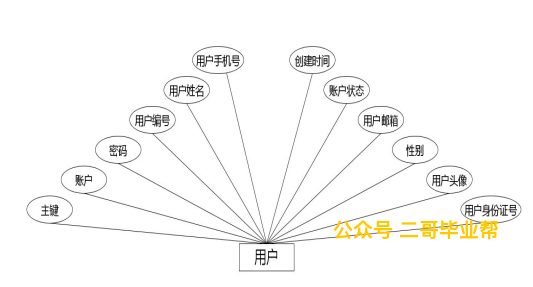 用户手机号
创建时间
用户姓名
账户状态
用户编号
用户邮箱
密码
性别
账户
用户头像
主键
用户身份证号
公众号 二哥毕业帮
用户